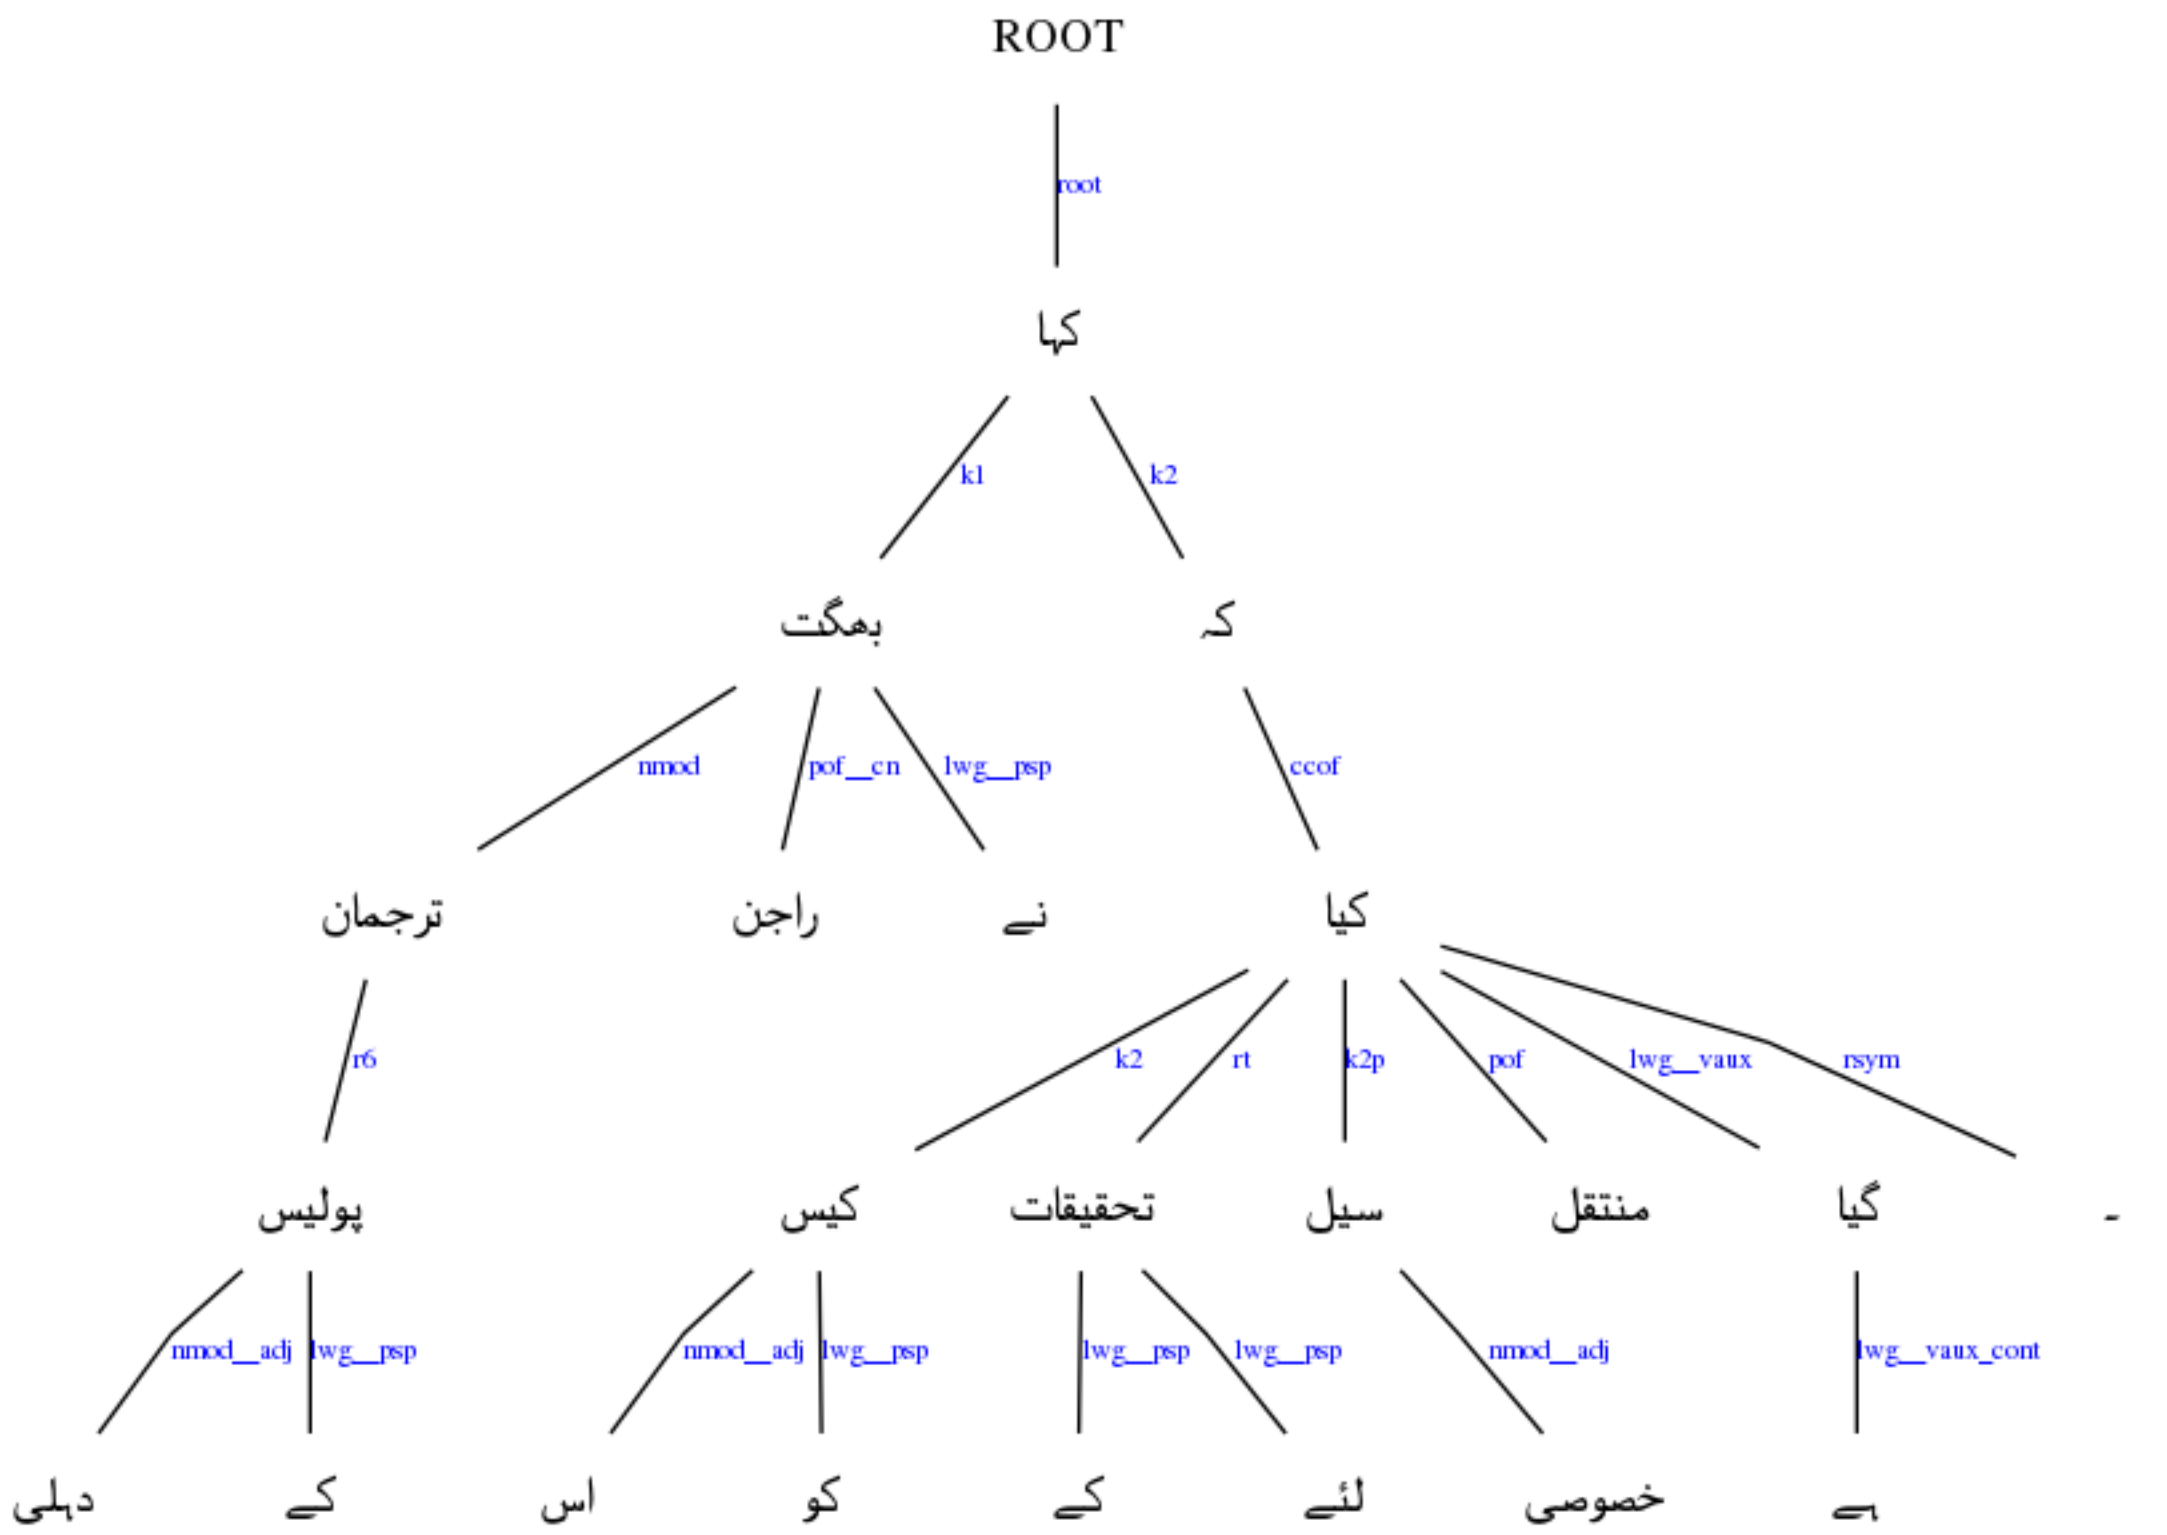 ROOT
root
کہا
k1 k2
بھگت کہ
nmod pof__cn lwg__psp ccof
ترجمان راجن نے کیا
r6 k2 rt k2p pof lwg__vaux rsym
پولیس کیس تحقیقات سیل منتقل گیا ۔
nmod__adj lwg__psp nmod__adj lwg__psp lwg__psp lwg__psp nmod__adj lwg__vaux_cont
دہلی کے اس کو کے لئے خصوصی ہے